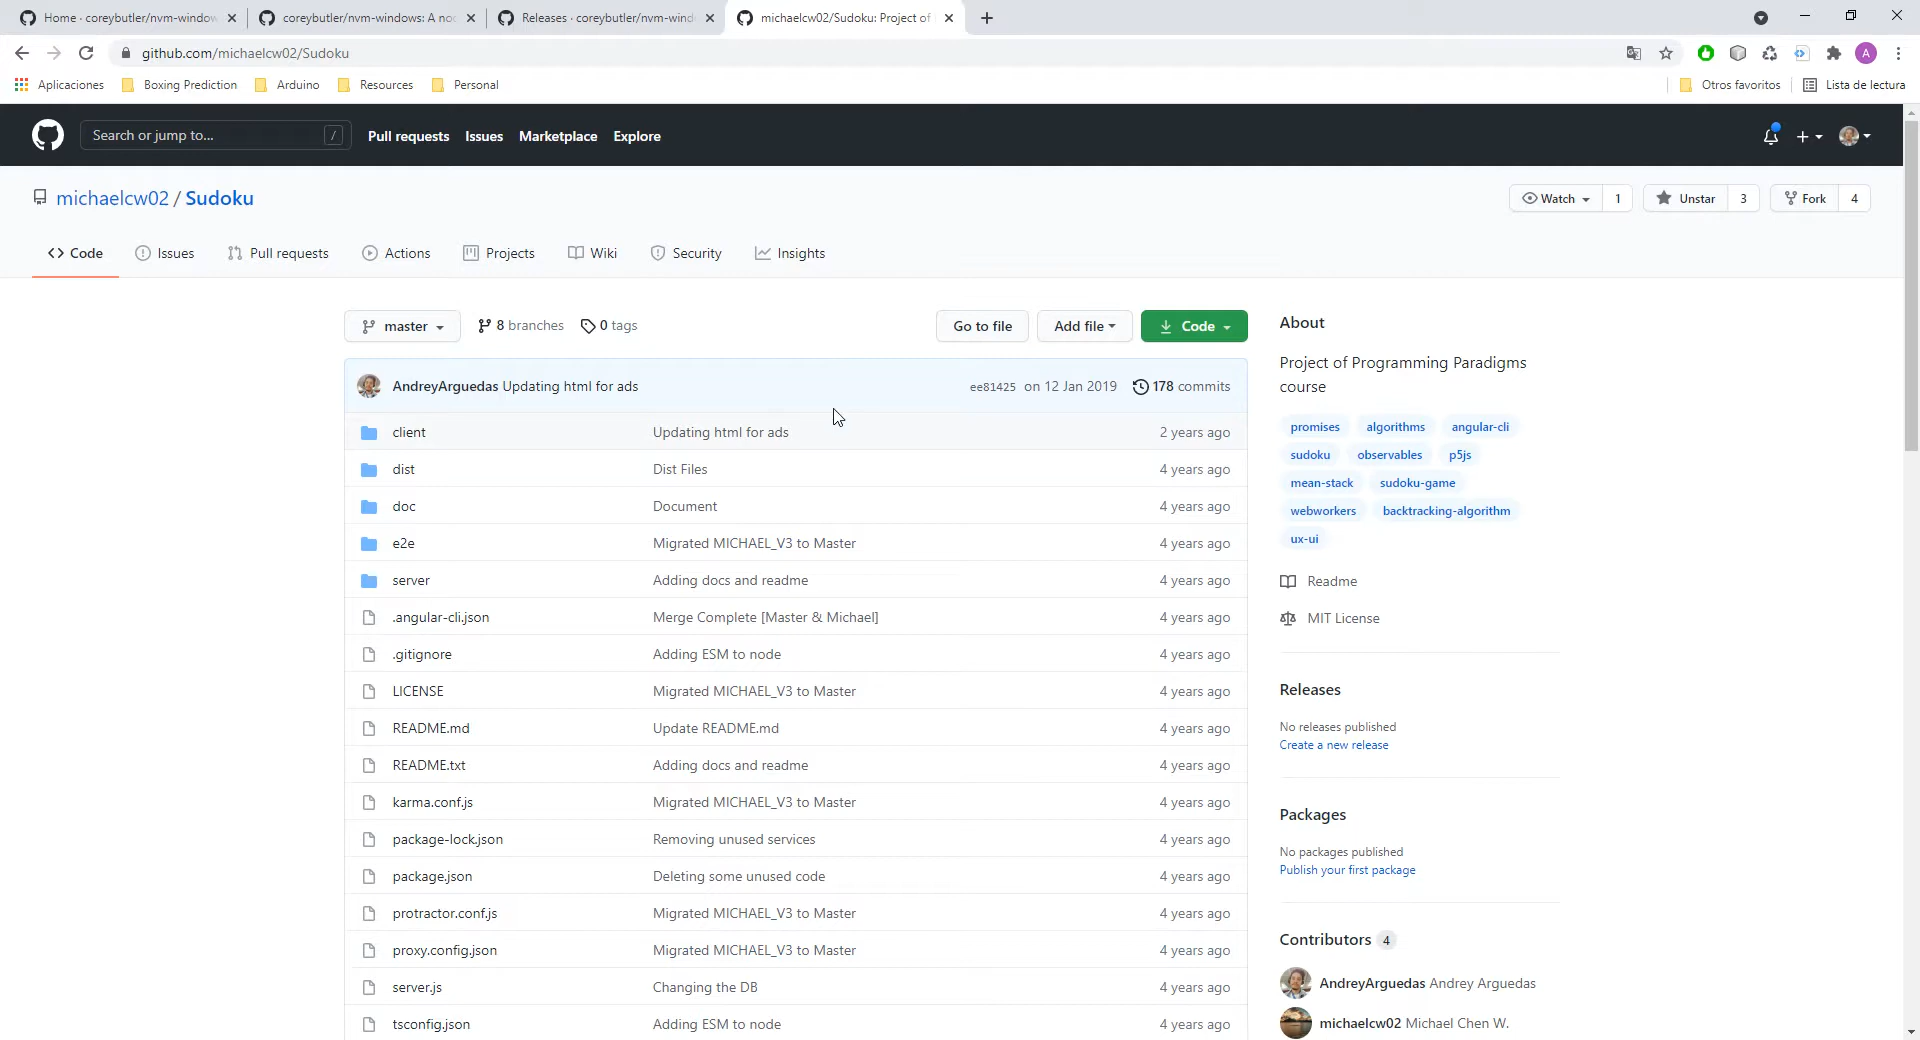 Home · coreybutler/nvm-window
coreybutler/nvm-windows: A noc
Releases · coreybutler/nvm-wind
michaelcw02/Sudoku: Project of
github.com/michaelcw02/Sudoku
A
Aplicaciones
Boxing Prediction
Arduino
Resources
Personal
Otros favoritos
Lista de lectura
Search or jump to...
/
Pull requests
Issues
Marketplace
Explore
michaelcw02 / Sudoku
Watch 1
Unstar 3
Fork 4
Code
Issues
Pull requests
Actions
Projects
Wiki
Security
Insights
master
8 branches
0 tags
Go to file
Add file
Code
AndreyArguedas Updating html for ads ee81425 on 12 Jan 2019 178 commits
client Updating html for ads 2 years ago
dist Dist Files 4 years ago
doc Document 4 years ago
e2e Migrated MICHAEL_V3 to Master 4 years ago
server Adding docs and readme 4 years ago
.angular-cli.json Merge Complete [Master & Michael] 4 years ago
.gitignore Adding ESM to node 4 years ago
LICENSE Migrated MICHAEL_V3 to Master 4 years ago
README.md Update README.md 4 years ago
README.txt Adding docs and readme 4 years ago
karma.conf.js Migrated MICHAEL_V3 to Master 4 years ago
package-lock.json Removing unused services 4 years ago
package.json Deleting some unused code 4 years ago
protractor.conf.js Migrated MICHAEL_V3 to Master 4 years ago
proxy.config.json Migrated MICHAEL_V3 to Master 4 years ago
server.js Changing the DB 4 years ago
tsconfig.json Adding ESM to node 4 years ago
About
Project of Programming Paradigms
course
promises algorithms angular-cli
sudoku observables p5js
mean-stack sudoku-game
webworkers backtracking-algorithm
ux-ui
Readme
MIT License
Releases
No releases published
Create a new release
Packages
No packages published
Publish your first package
Contributors 4
AndreyArguedas Andrey Arguedas
michaelcw02 Michael Chen W.